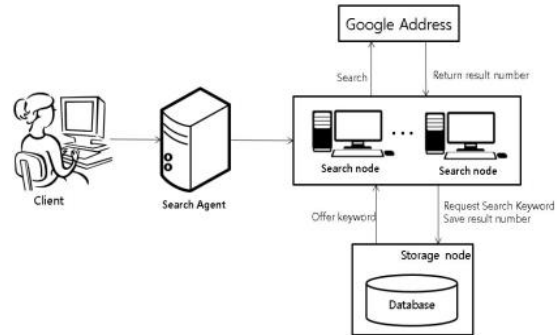 Google Address
Search
Return result number
Search node
Search node
Client
Search Agent
Offer keyword
Request Search Keyword
Save result number
Storage node
Database